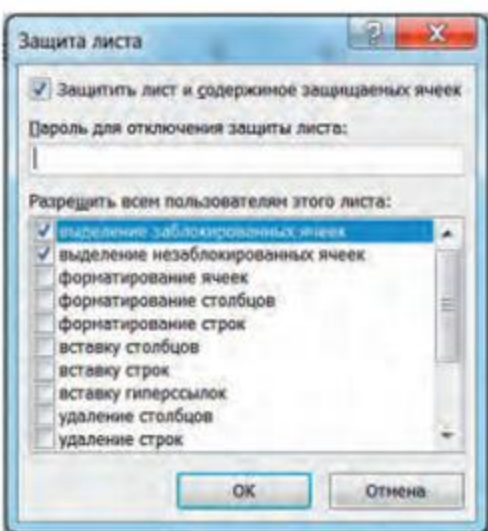 Защита листа
Защитить лист и содержимое защищаемых ячеек
Пароль для отключения защиты листа:
Разрешить всем пользователям этого листа:
выделение заблокированных ячеек
выделение незаблокированных ячеек
форматирование ячеек
форматирование столбцов
форматирование строк
вставку столбцов
вставку строк
вставку гиперссылок
удаление столбцов
удаление строк
ОК
Отмена